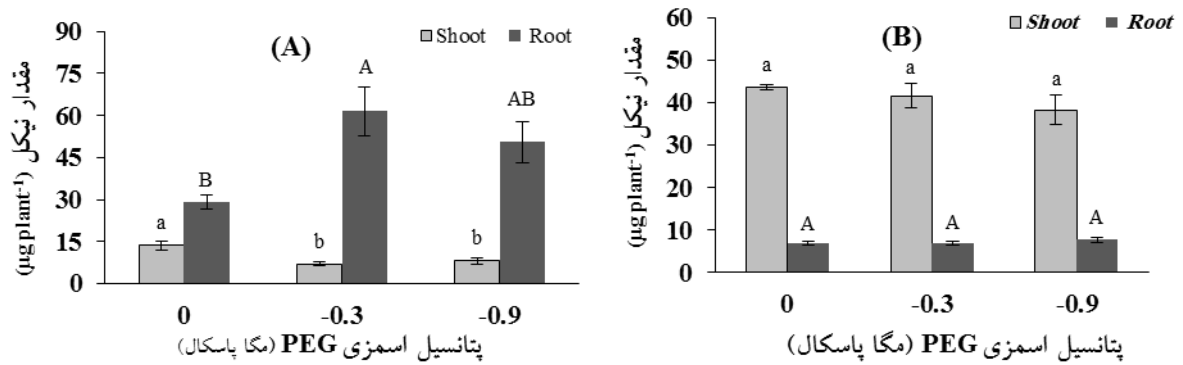 (A)
Shoot Root
90
75
60
45
30
15
0
مقدار نیکل
(µg plant⁻¹)
a
B
b
A
b
AB
0 -0.3 -0.9
پتانسیل اسمزی PEG (مگا پاسکال)
(B)
Shoot Root
60
50
40
30
20
10
0
مقدار نیکل
(µg plant⁻¹)
a
A
a
A
a
A
0 -0.3 -0.9
پتانسیل اسمزی PEG (مگا پاسکال)